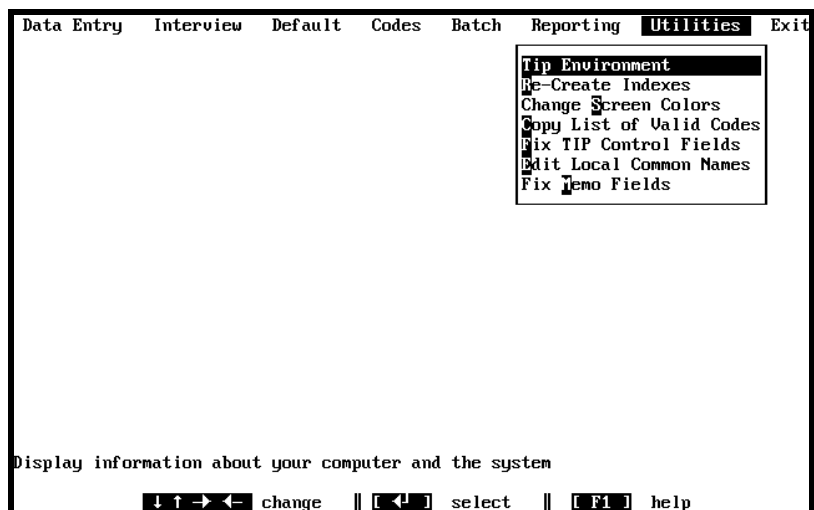 Data Entry Interview Default Codes Batch Reporting Utilities Exit
Tip Environment
Re-Create Indexes
Change Screen Colors
Copy List of Valid Codes
Fix TIP Control Fields
Edit Local Common Names
Fix Memo Fields
Display information about your computer and the system
↓ ↑ → ← change ‖ [ ↵ ] select ‖ [ F1 ] help